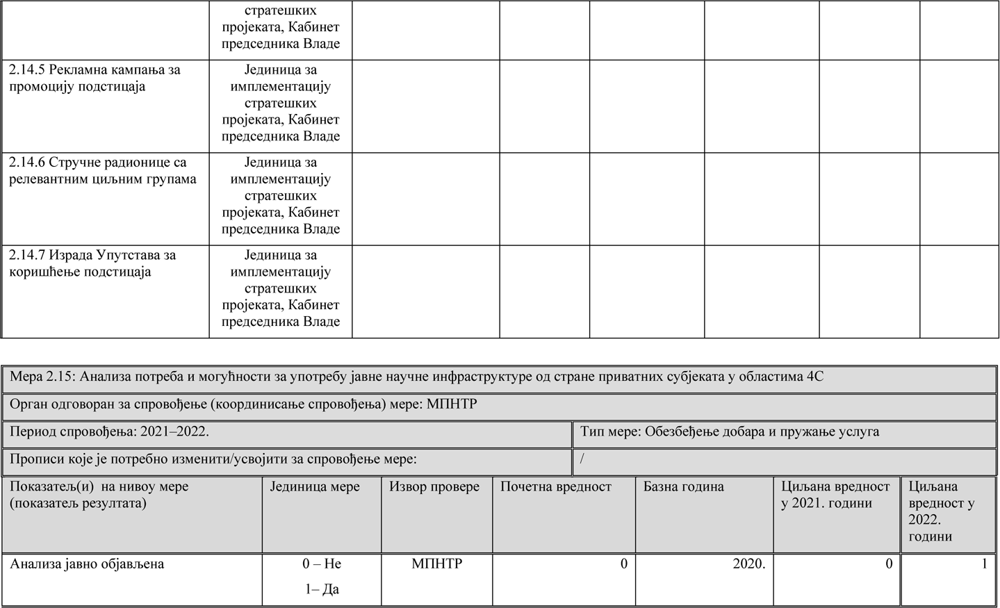 стратешких
пројеката, Кабинет
председника Владе
2.14.5 Рекламна кампања за
промоцију подстицаја
Јединица за
имплементацију
стратешких
пројеката, Кабинет
председника Владе
2.14.6 Стручне радионице са
релевантним циљним групама
Јединица за
имплементацију
стратешких
пројеката, Кабинет
председника Владе
2.14.7 Израда Упутстава за
коришћење подстицаја
Јединица за
имплементацију
стратешких
пројеката, Кабинет
председника Владе
Мера 2.15: Анализа потреба и могућности за употребу јавне научне инфраструктуре од стране приватних субјеката у областима 4С
Орган одговоран за спровођење (координисање спровођења) мере: МПНТР
Период спровођења: 2021–2022.
Тип мере: Обезбеђење добара и пружање услуга
Прописи које је потребно изменити/усвојити за спровођење мере:
/
Показатељ(и) на нивоу мере
(показатељ резултата)
Јединица мере
Извор провере
Почетна вредност
Базна година
Циљана вредност
у 2021. години
Циљана
вредност у
2022.
години
Анализа јавно објављена
0 – Не
1– Да
МПНТР
0
2020.
0
1